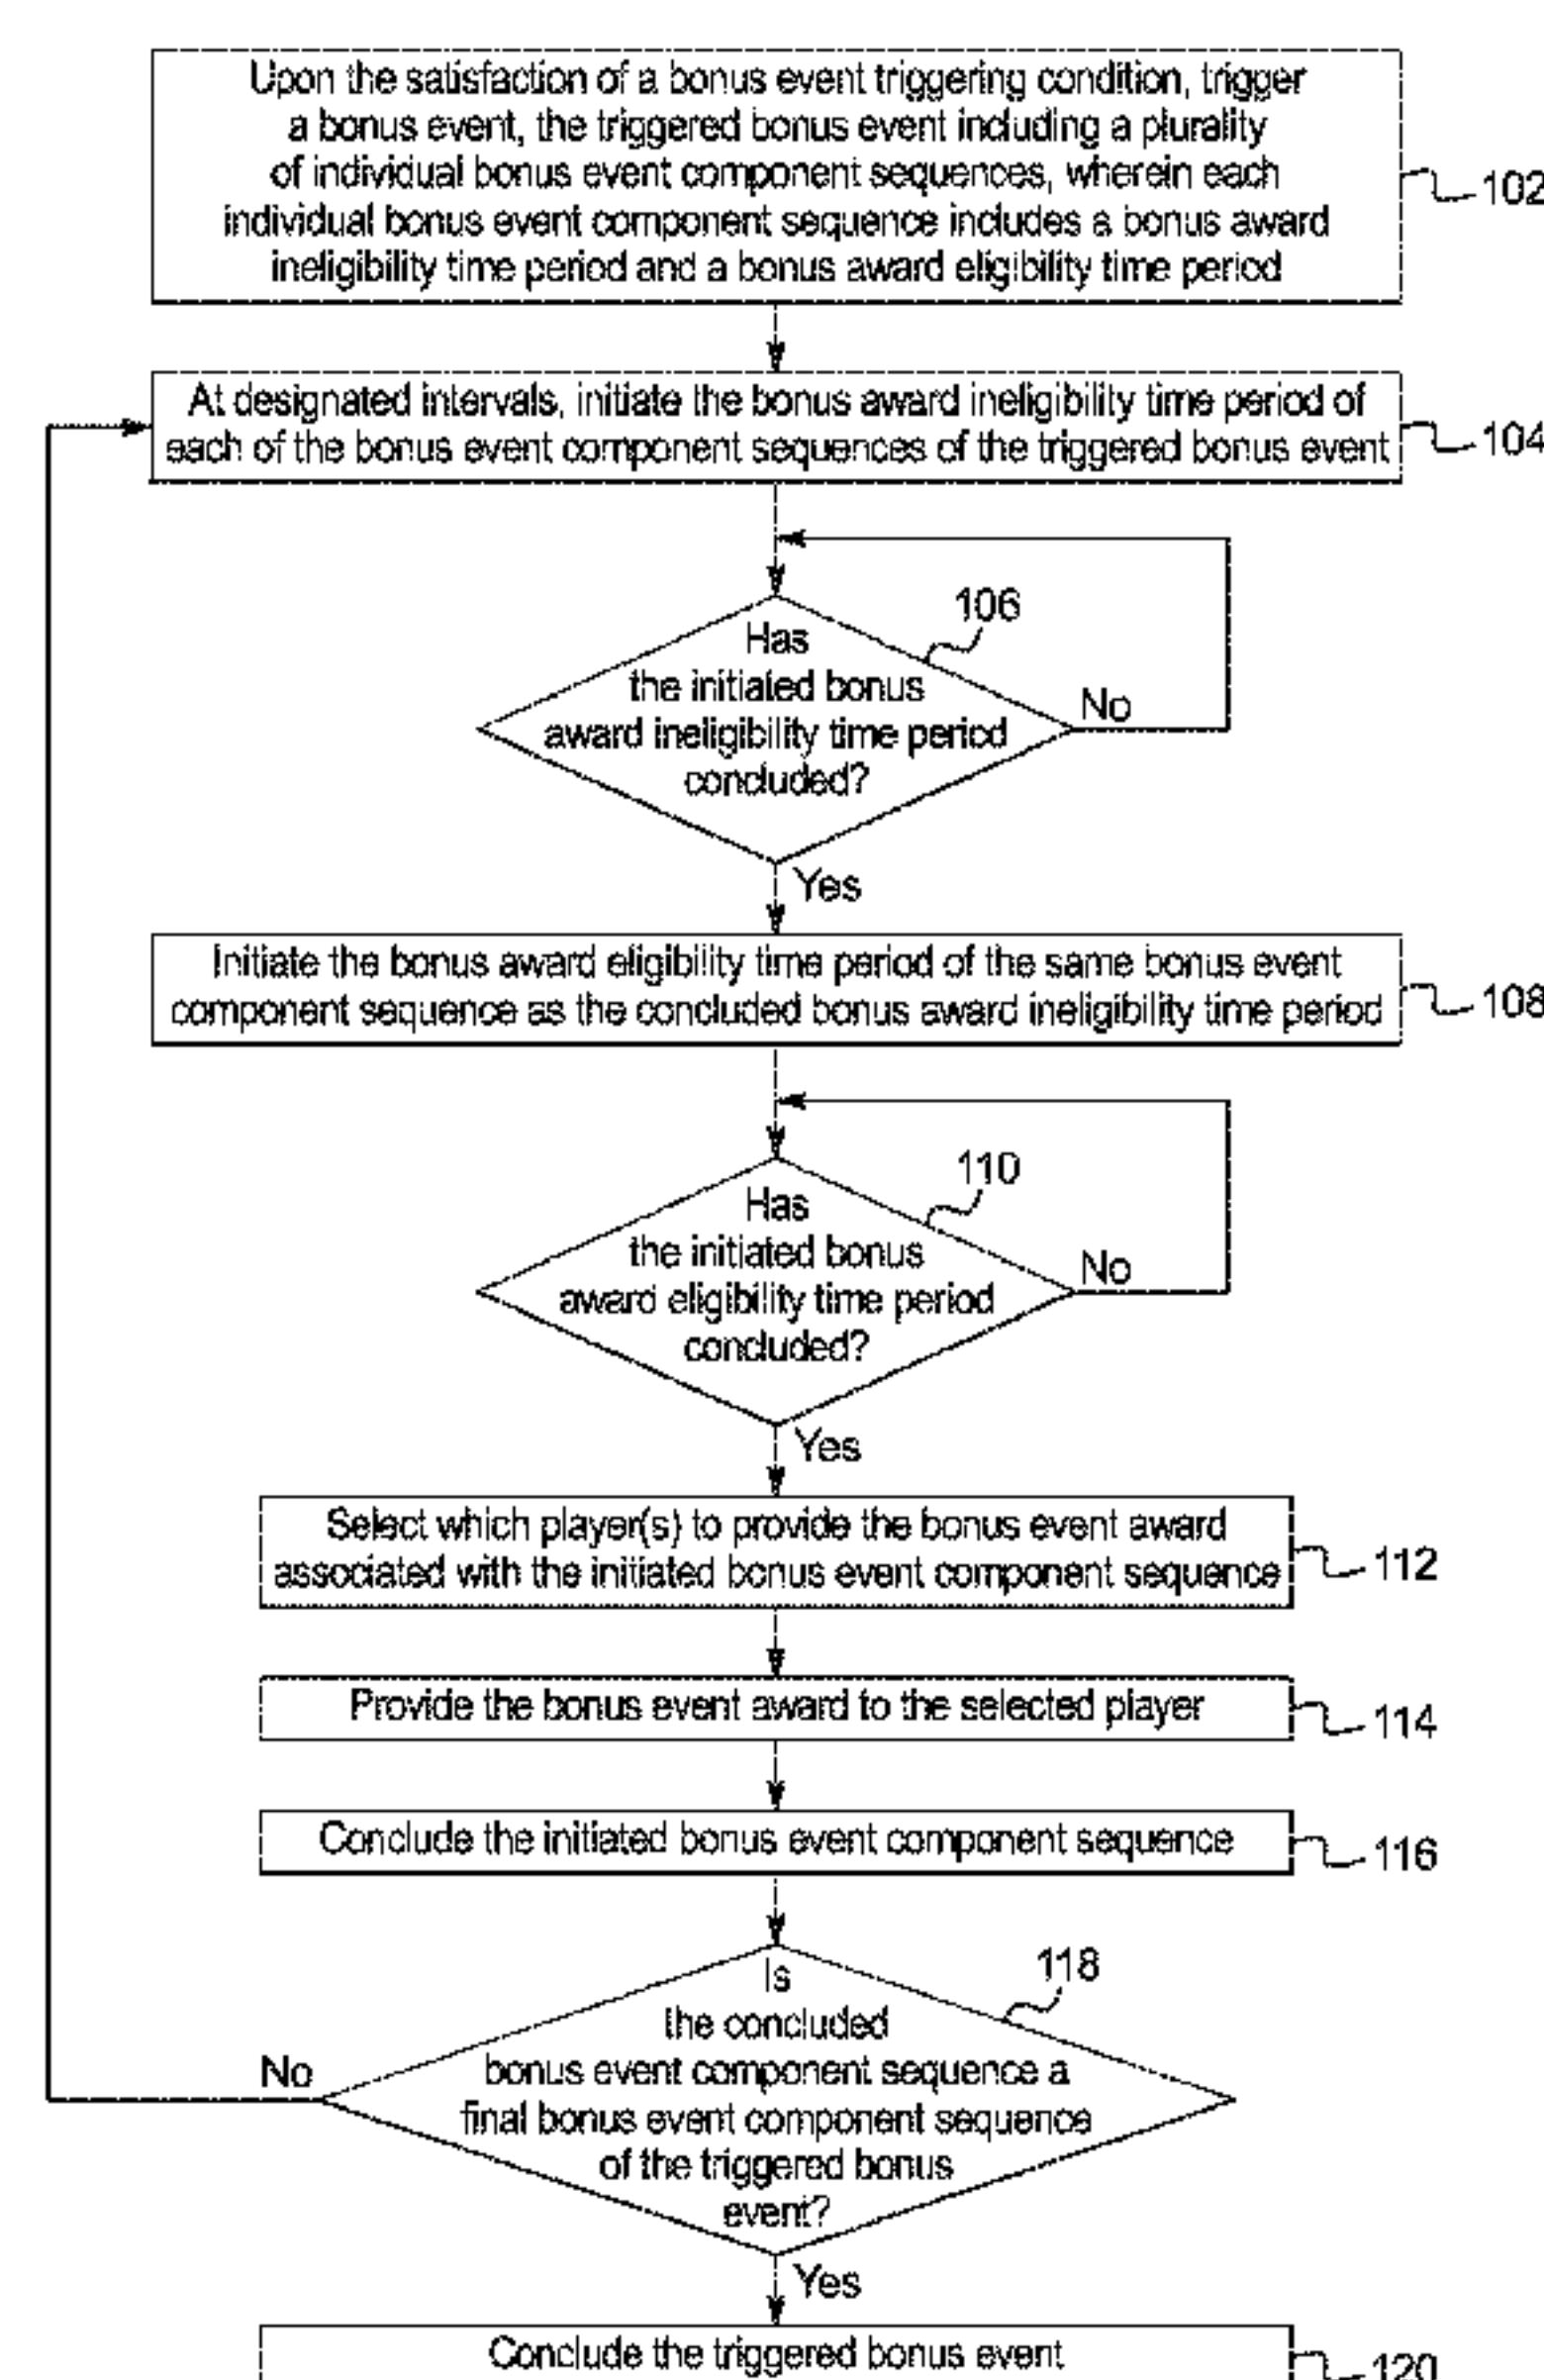 Upon the satisfaction of a bonus event triggering condition, trigger
a bonus event, the triggered bonus event including a plurality
of individual bonus event component sequences, wherein each
individual bonus event component sequence includes a bonus award
ineligibility time period and a bonus award eligibility time period
102
At designated intervals, initiate the bonus award ineligibility time period of
each of the bonus event component sequences of the triggered bonus event
104
106
Has
the initiated bonus
award ineligibility time period
concluded?
No
Yes
Initiate the bonus award eligibility time period of the same bonus event
component sequence as the concluded bonus award ineligibility time period
108
110
Has
the initiated bonus
award eligibility time period
concluded?
No
Yes
Select which player(s) to provide the bonus event award
associated with the initiated bonus event component sequence
112
Provide the bonus event award to the selected player
114
Conclude the initiated bonus event component sequence
116
118
Is
the concluded
bonus event component sequence a
final bonus event component sequence
of the triggered bonus
event?
No
Yes
Conclude the triggered bonus event
120